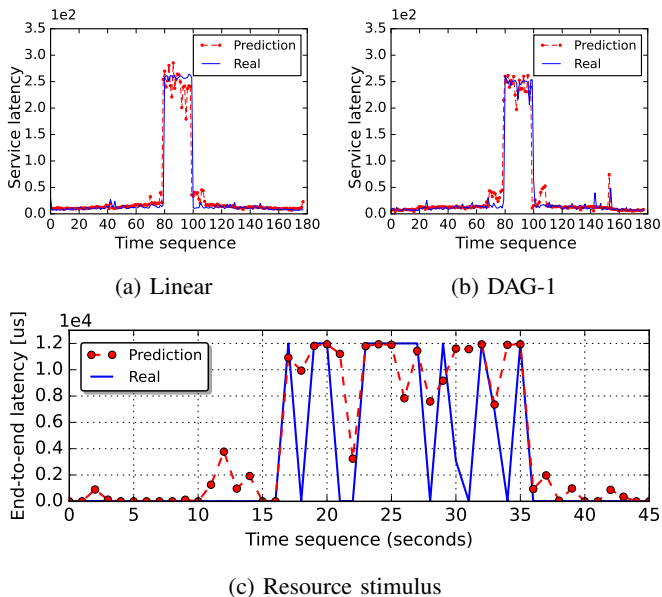 3.5 1e2
3.0
2.5
2.0
1.5
1.0
0.5
0.0
0 20 40 60 80 100 120 140 160 180
Service latency
Time sequence
Prediction
Real
(a) Linear
3.5 1e2
3.0
2.5
2.0
1.5
1.0
0.5
0.0
0 20 40 60 80 100 120 140 160 180
Service latency
Time sequence
Prediction
Real
(b) DAG-1
1e4
1.2
1.0
0.8
0.6
0.4
0.2
0.0
0 5 10 15 20 25 30 35 40 45
End-to-end latency [us]
Time sequence (seconds)
Prediction
Real
(c) Resource stimulus